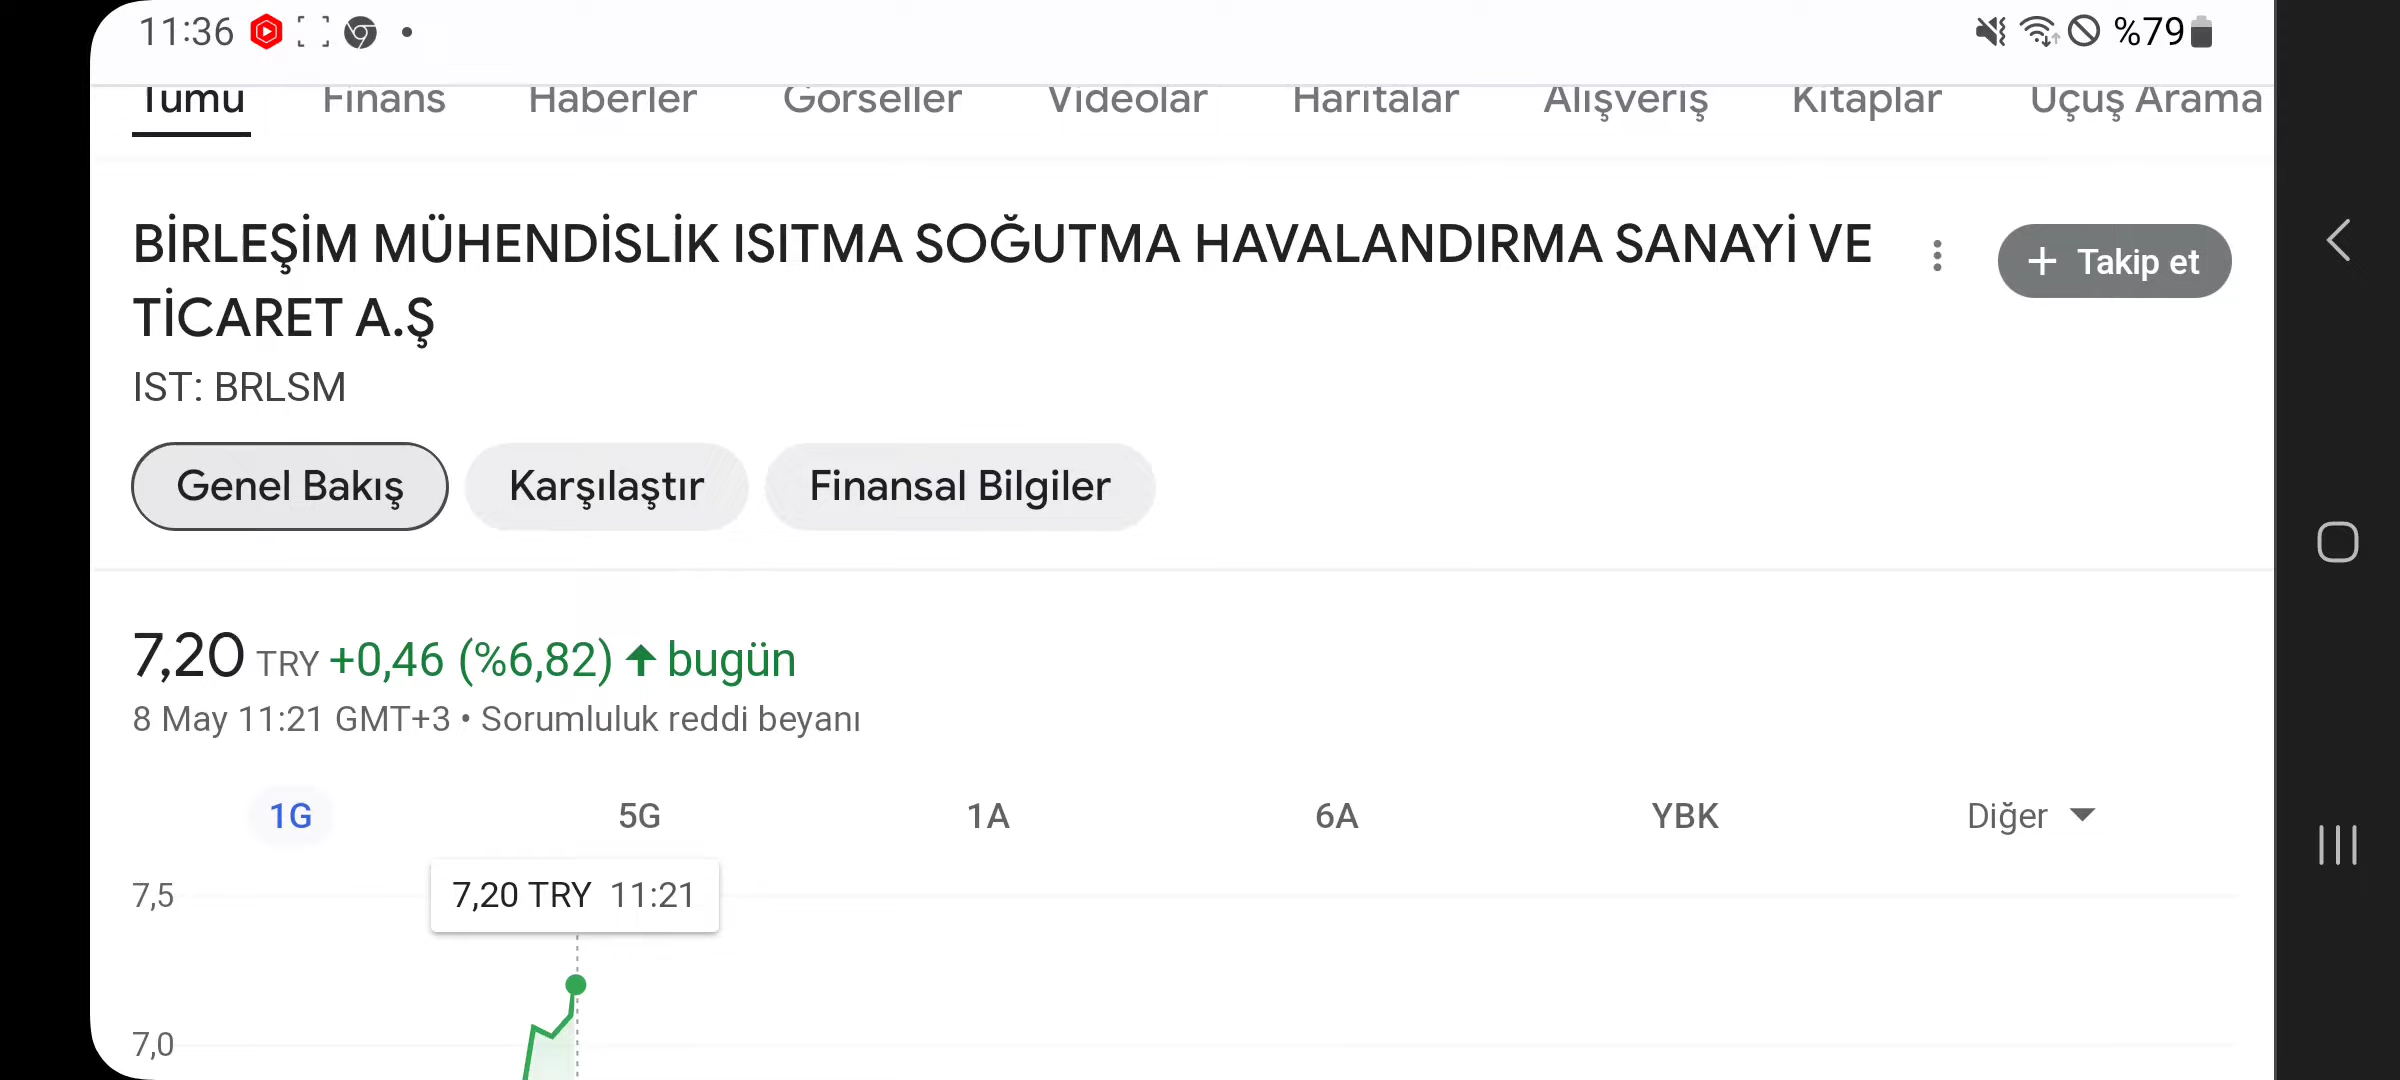 11:36 %79
Tümü Finans Haberler Görseller Videolar Haritalar Alışveriş Kitaplar Uçuş Arama
BİRLEŞİM MÜHENDİSLİK ISITMA SOĞUTMA HAVALANDIRMA SANAYİ VE
TİCARET A.Ş
+ Takip et
IST: BRLSM
Genel Bakış Karşılaştır Finansal Bilgiler
7,20 TRY +0,46 (%6,82) ↑ bugün
8 May 11:21 GMT+3 • Sorumluluk reddi beyanı
1G 5G 1A 6A YBK Diğer
7,5
7,20 TRY 11:21
7,0